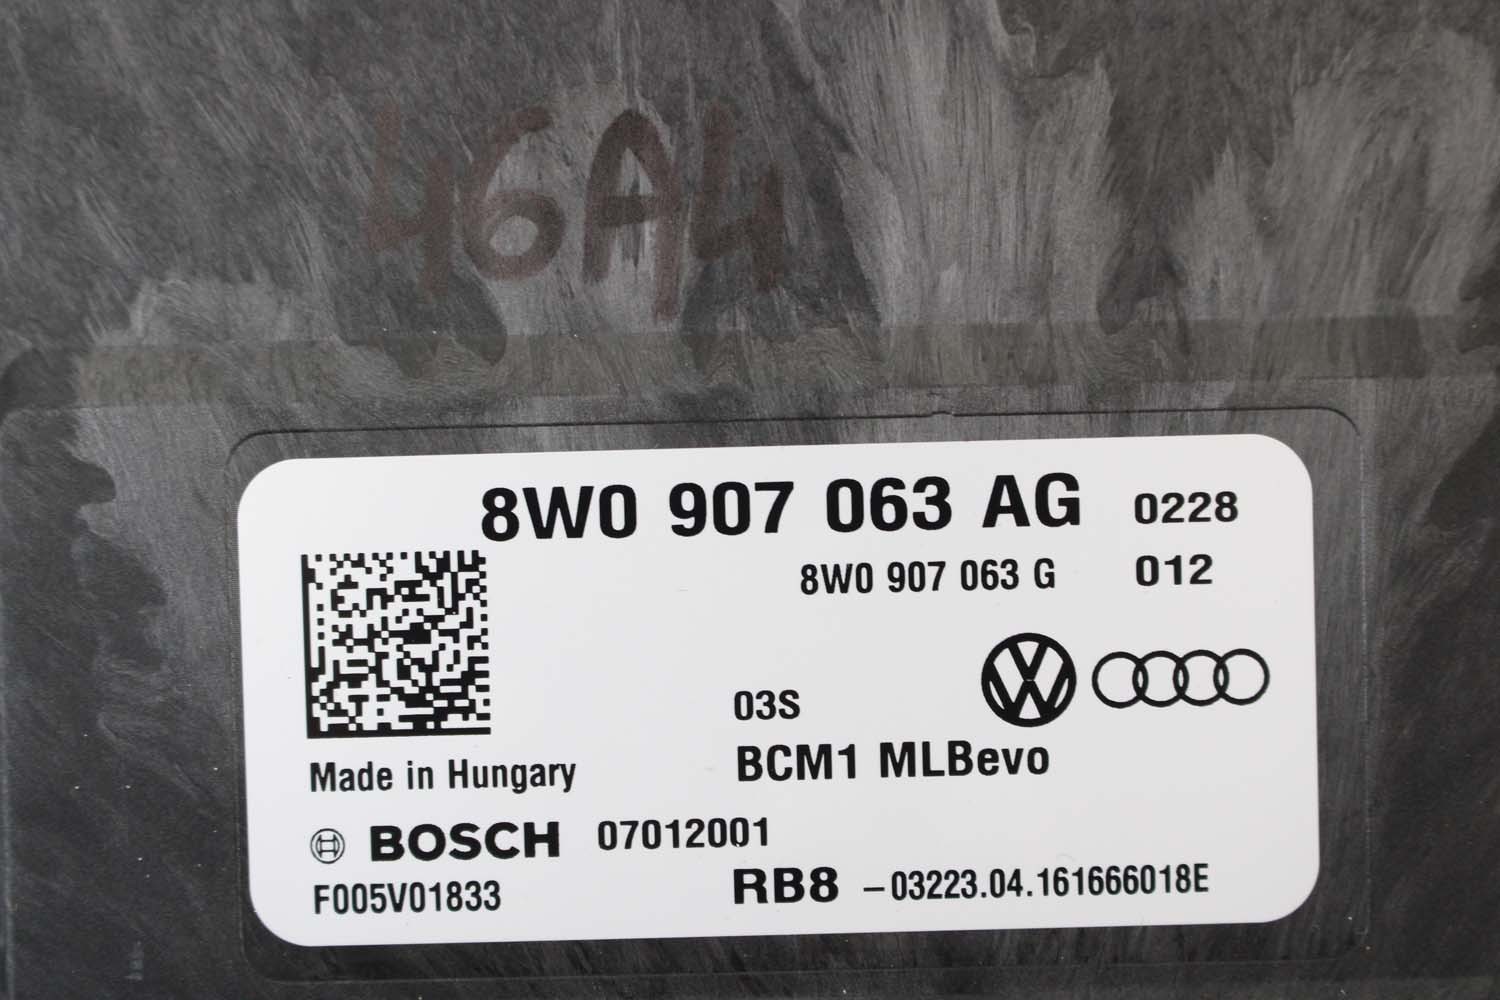 46A4
8W0 907 063 AG 0228
8W0 907 063 G 012
03S
BCM1 MLBevo
Made in Hungary
BOSCH 07012001
F005V01833
RB8 –03223.04.161666018E